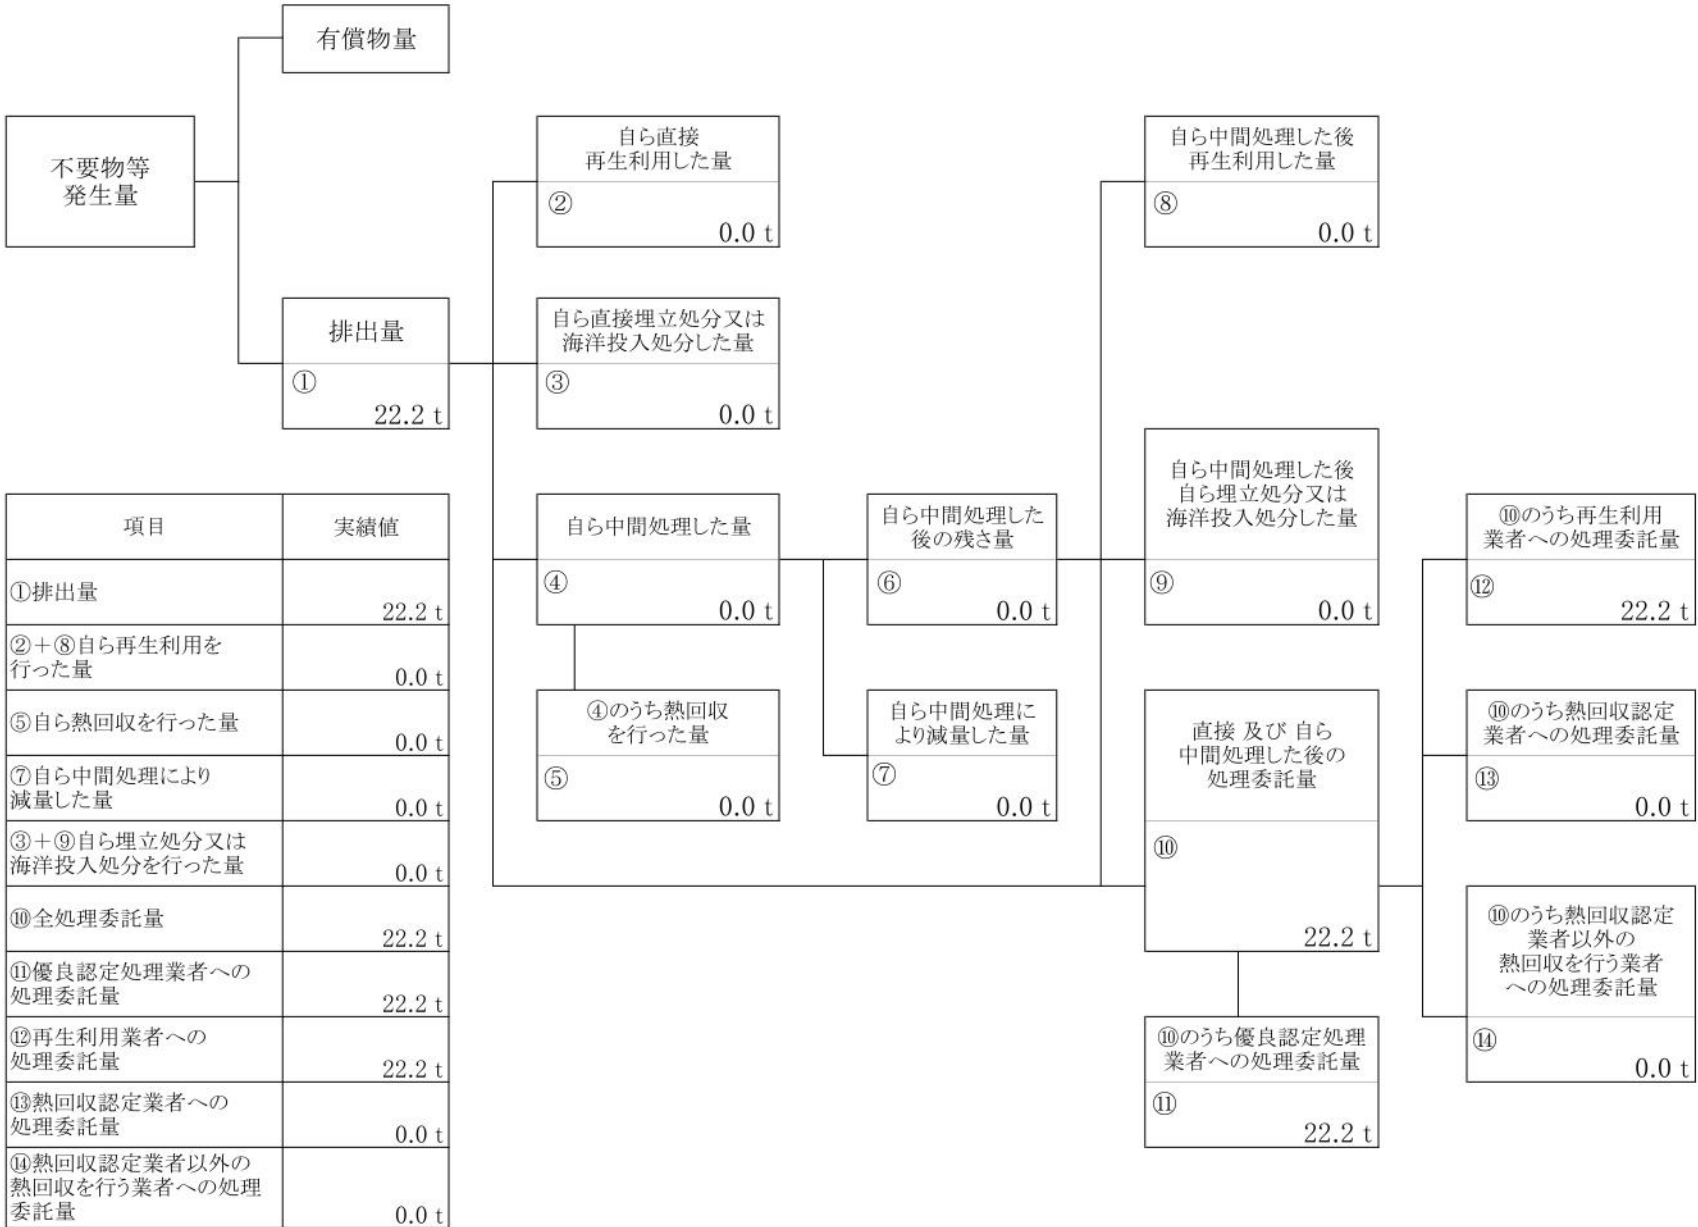 有償物量
不要物等
発生量
自ら直接
再生利用した量
②
0.0 t
自ら中間処理した後
再生利用した量
⑧
0.0 t
排出量
①
22.2 t
自ら直接埋立処分又は
海洋投入処分した量
③
0.0 t
自ら中間処理した量
④
0.0 t
自ら中間処理した
後の残さ量
⑥
0.0 t
自ら中間処理した後
自ら埋立処分又は
海洋投入処分した量
⑨
0.0 t
⑩のうち再生利用
業者への処理委託量
⑫
22.2 t
④のうち熱回収
を行った量
⑤
0.0 t
自ら中間処理に
より減量した量
⑦
0.0 t
直接 及び 自ら
中間処理した後の
処理委託量
⑩
22.2 t
⑩のうち熱回収認定
業者への処理委託量
⑬
0.0 t
⑩のうち熱回収認定
業者以外の
熱回収を行う業者
への処理委託量
⑭
0.0 t
⑩のうち優良認定処理
業者への処理委託量
⑪
22.2 t
項目 実績値
①排出量
22.2 t
②＋⑧自ら再生利用を
行った量
0.0 t
⑤自ら熱回収を行った量
0.0 t
⑦自ら中間処理により
減量した量
0.0 t
③＋⑨自ら埋立処分又は
海洋投入処分を行った量
0.0 t
⑩全処理委託量
22.2 t
⑪優良認定処理業者への
処理委託量
22.2 t
⑫再生利用業者への
処理委託量
22.2 t
⑬熱回収認定業者への
処理委託量
0.0 t
⑭熱回収認定業者以外の
熱回収を行う業者への処理
委託量
0.0 t